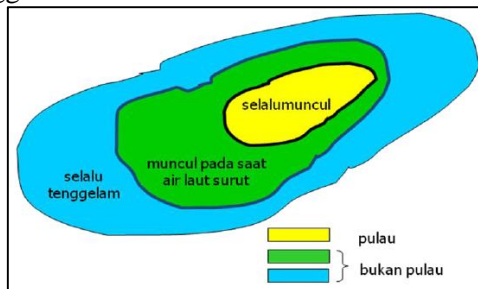 selalumuncul
muncul pada saat
air laut surut
selalu
tenggelam
pulau
bukan pulau